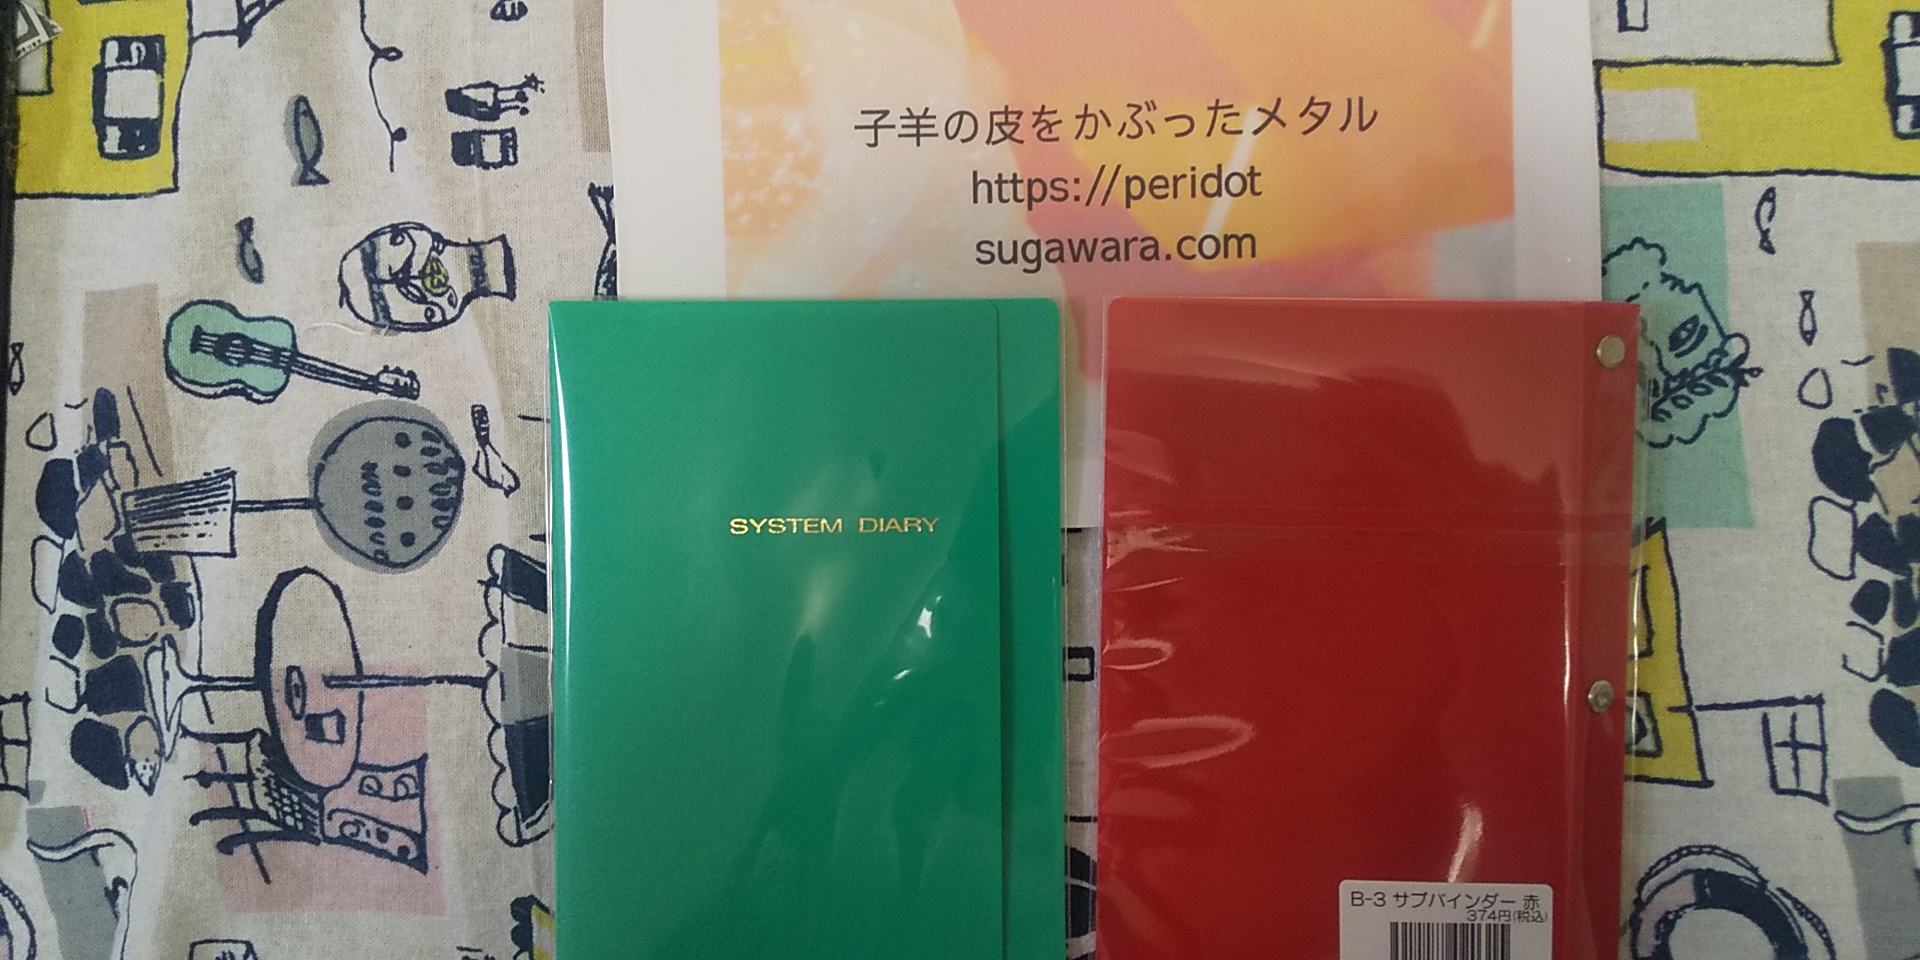 子羊の皮をかぶったメタル
https://peridot
sugawara.com
SYSTEM DIARY
B-3 サブバインダー 赤
374円(税込)